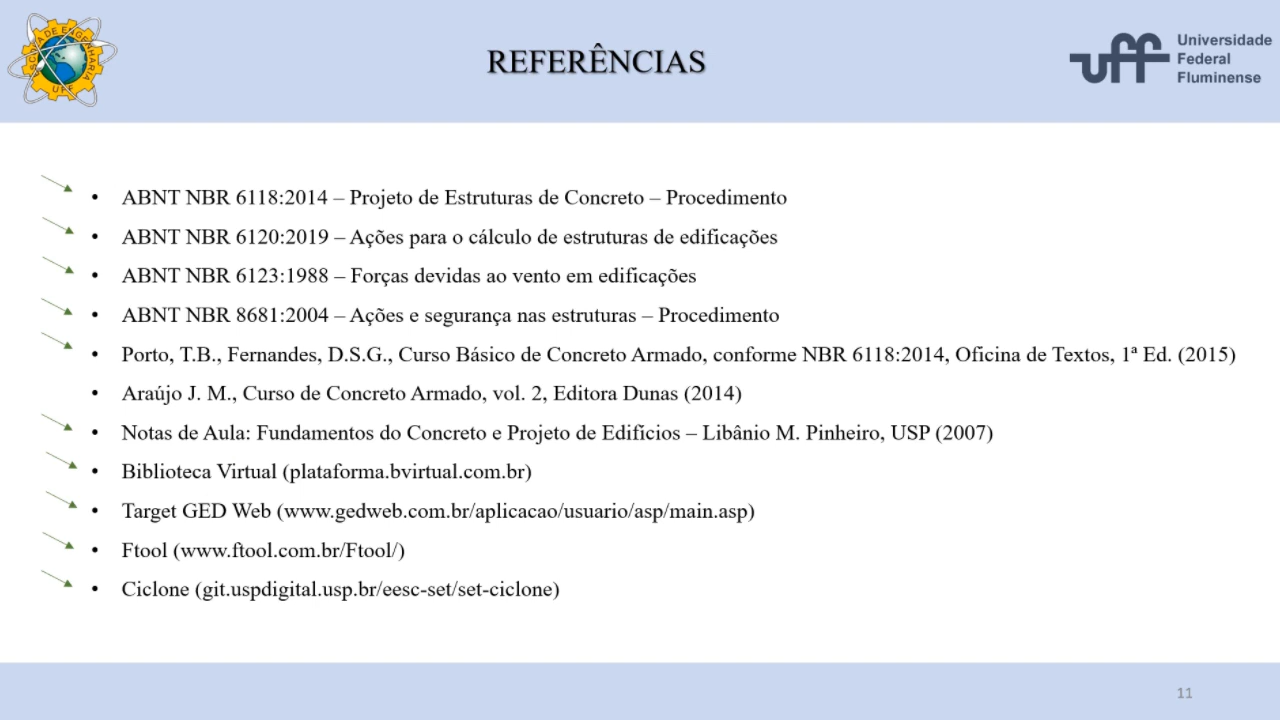 ESCOLA DE ENGENHARIA
UFF
REFERÊNCIAS
uff
Universidade
Federal
Fluminense
• ABNT NBR 6118:2014 – Projeto de Estruturas de Concreto – Procedimento
• ABNT NBR 6120:2019 – Ações para o cálculo de estruturas de edificações
• ABNT NBR 6123:1988 – Forças devidas ao vento em edificações
• ABNT NBR 8681:2004 – Ações e segurança nas estruturas – Procedimento
• Porto, T.B., Fernandes, D.S.G., Curso Básico de Concreto Armado, conforme NBR 6118:2014, Oficina de Textos, 1ª Ed. (2015)
• Araújo J. M., Curso de Concreto Armado, vol. 2, Editora Dunas (2014)
• Notas de Aula: Fundamentos do Concreto e Projeto de Edifícios – Libânio M. Pinheiro, USP (2007)
• Biblioteca Virtual (plataforma.bvirtual.com.br)
• Target GED Web (www.gedweb.com.br/aplicacao/usuario/asp/main.asp)
• Ftool (www.ftool.com.br/Ftool/)
• Ciclone (git.uspdigital.usp.br/eesc-set/set-ciclone)
11